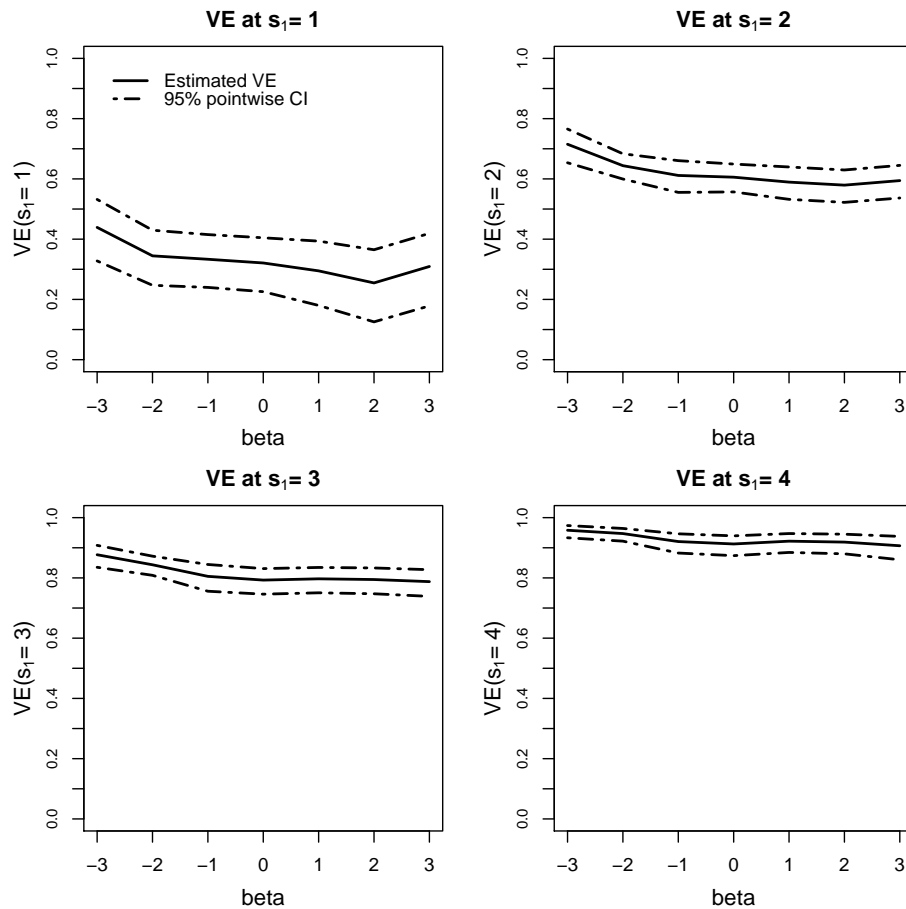 VE at s₁= 1
VE(s₁= 1)
1.0
0.8
0.6
0.4
0.2
0.0
Estimated VE
95% pointwise CI
−3 −2 −1 0 1 2 3
beta
VE at s₁= 2
VE(s₁= 2)
1.0
0.8
0.6
0.4
0.2
0.0
−3 −2 −1 0 1 2 3
beta
VE at s₁= 3
VE(s₁= 3)
1.0
0.8
0.6
0.4
0.2
0.0
−3 −2 −1 0 1 2 3
beta
VE at s₁= 4
VE(s₁= 4)
1.0
0.8
0.6
0.4
0.2
0.0
−3 −2 −1 0 1 2 3
beta